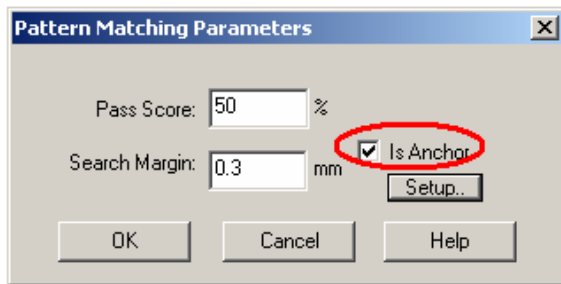 Pattern Matching Parameters
Pass Score: 50 %
Is Anchor
Search Margin: 0.3 mm
Setup..
OK Cancel Help